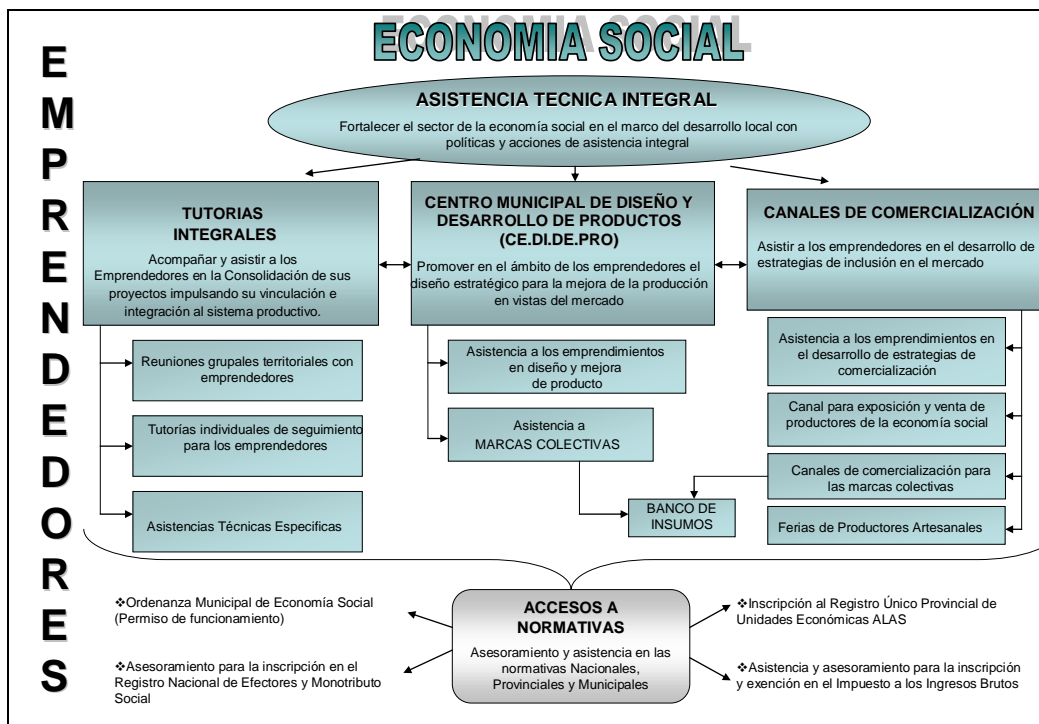 ECONOMIA SOCIAL
EMPRENDEDORES
ASISTENCIA TECNICA INTEGRAL
Fortalecer el sector de la economía social en el marco del desarrollo local con
políticas y acciones de asistencia integral
TUTORIAS
INTEGRALES
Acompañar y asistir a los
Emprendedores en la Consolidación de sus
proyectos impulsando su vinculación e
integración al sistema productivo.
CENTRO MUNICIPAL DE DISEÑO Y
DESARROLLO DE PRODUCTOS
(CE.DI.DE.PRO)
Promover en el ámbito de los emprendedores el
diseño estratégico para la mejora de la producción
en vistas del mercado
CANALES DE COMERCIALIZACIÓN
Asistir a los emprendedores en el desarrollo de
estrategias de inclusión en el mercado
Reuniones grupales territoriales con
emprendedores
Tutorías individuales de seguimiento
para los emprendedores
Asistencias Técnicas Especificas
Asistencia a los emprendimientos
en diseño y mejora
de producto
Asistencia a
MARCAS COLECTIVAS
BANCO DE
INSUMOS
Asistencia a los emprendimientos en
el desarrollo de estrategias de
comercialización
Canal para exposición y venta de
productores de la economía social
Canales de comercialización para
las marcas colectivas
Ferias de Productores Artesanales
ACCESOS A
NORMATIVAS
Asesoramiento y asistencia en las
normativas Nacionales,
Provinciales y Municipales
❖Ordenanza Municipal de Economía Social
(Permiso de funcionamiento)
❖Asesoramiento para la inscripción en el
Registro Nacional de Efectores y Monotributo
Social
❖Inscripción al Registro Único Provincial de
Unidades Económicas ALAS
❖Asistencia y asesoramiento para la inscripción
y exención en el Impuesto a los Ingresos Brutos